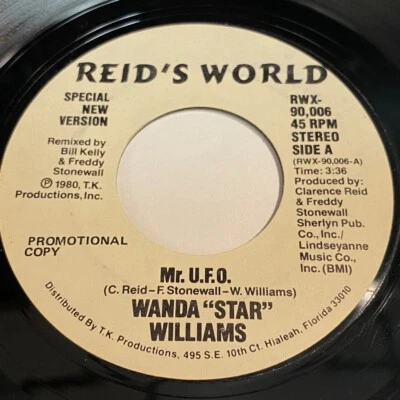 REID'S WORLD
SPECIAL
NEW
VERSION
Remixed by
Bill Kelly
& Freddy
Stonewall
℗ 1980, T.K.
Productions, Inc.
PROMOTIONAL
COPY
RWX-
90,006
45 RPM
STEREO
SIDE A
(RWX-90,006-A)
Time: 3:36
Produced by:
Clarence Reid
& Freddy
Stonewall
Sherlyn Pub.
Co., Inc./
Lindseyanne
Music Co.,
Inc. (BMI)
Mr. U.F.O.
(C. Reid-F. Stonewall-W. Williams)
WANDA "STAR"
WILLIAMS
Distributed By T.K. Productions, 495 S.E. 10th Ct. Hialeah, Florida 33010